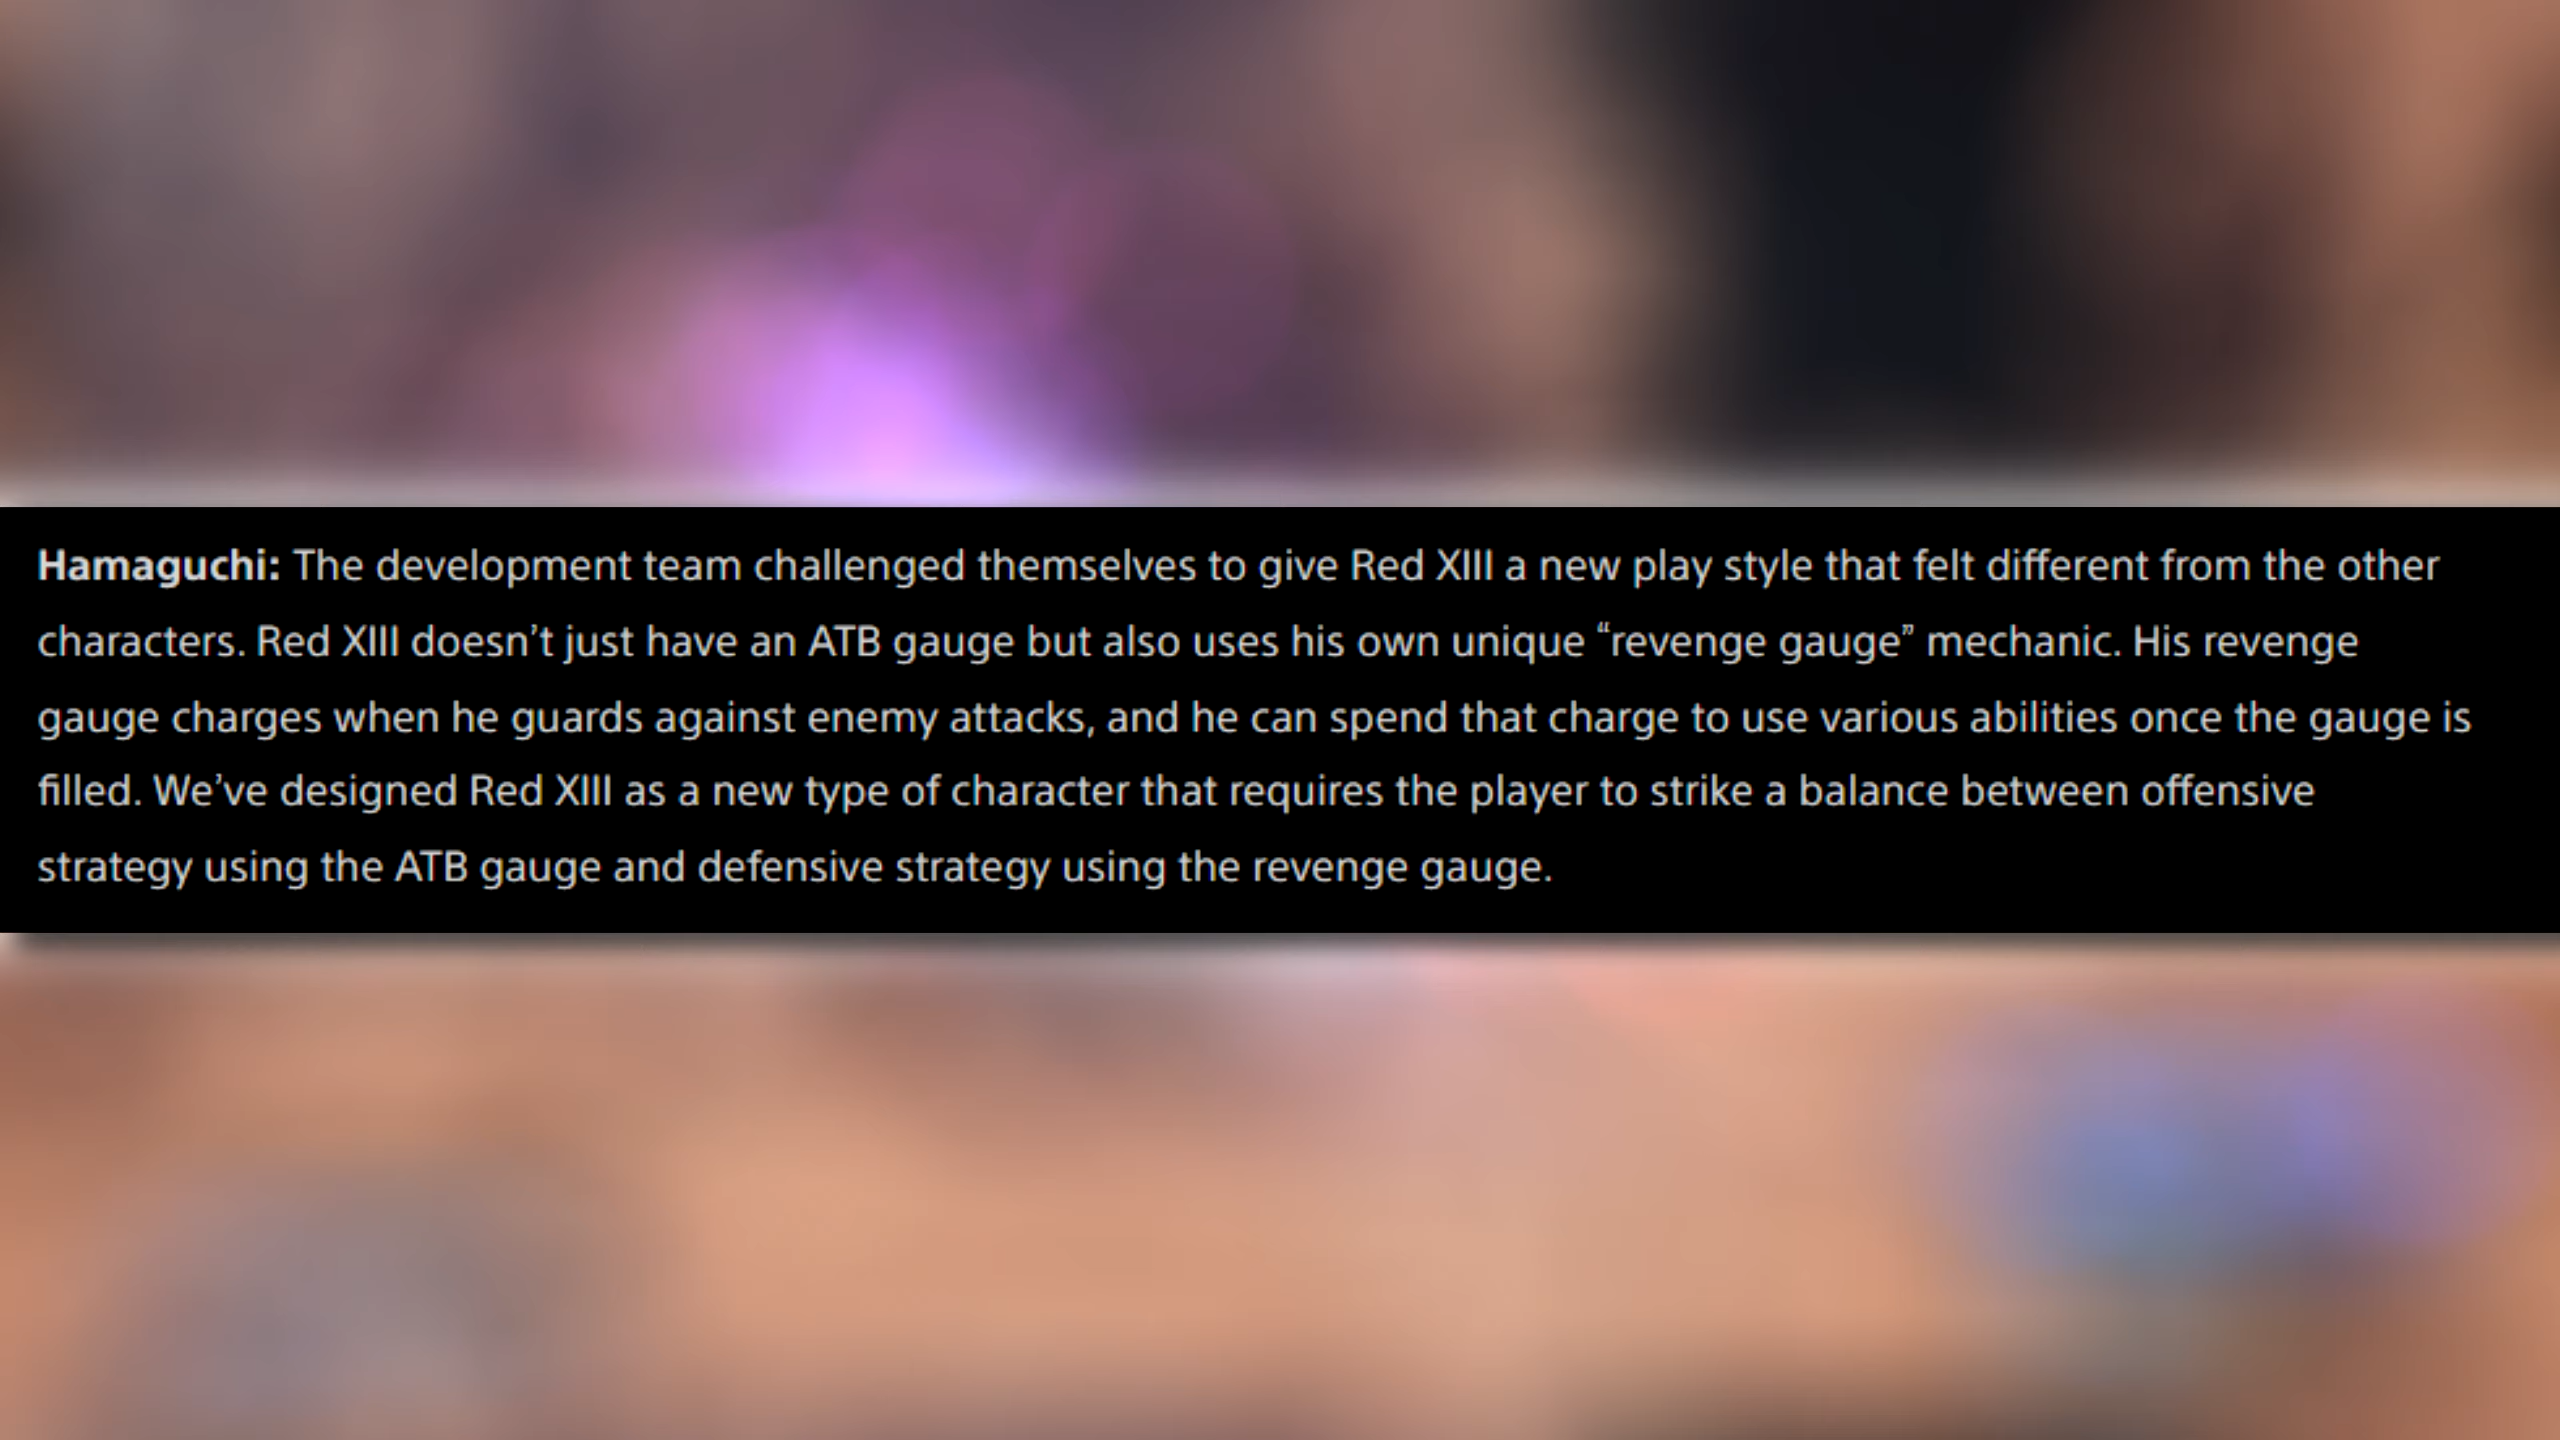 Hamaguchi: The development team challenged themselves to give Red XIII a new play style that felt different from the other
characters. Red XIII doesn’t just have an ATB gauge but also uses his own unique “revenge gauge” mechanic. His revenge
gauge charges when he guards against enemy attacks, and he can spend that charge to use various abilities once the gauge is
filled. We’ve designed Red XIII as a new type of character that requires the player to strike a balance between offensive
strategy using the ATB gauge and defensive strategy using the revenge gauge.